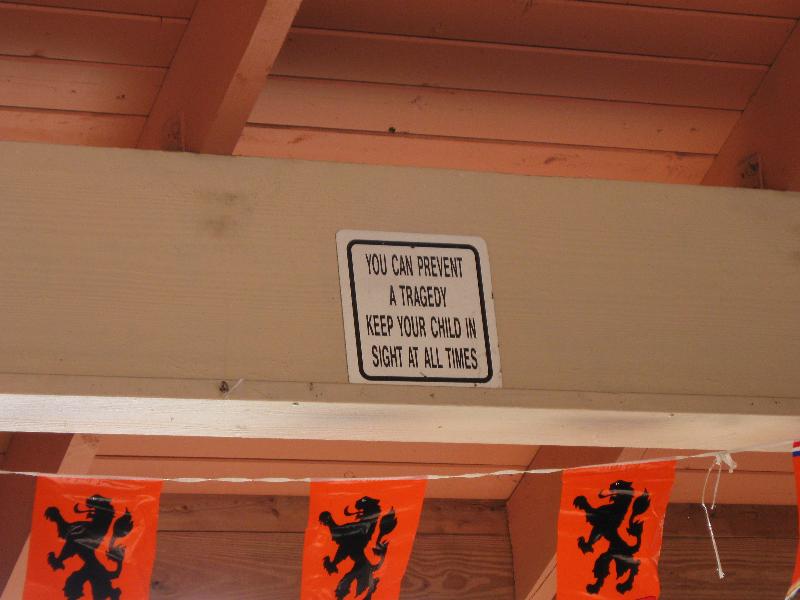 YOU CAN PREVENT
A TRAGEDY
KEEP YOUR CHILD IN
SIGHT AT ALL TIMES